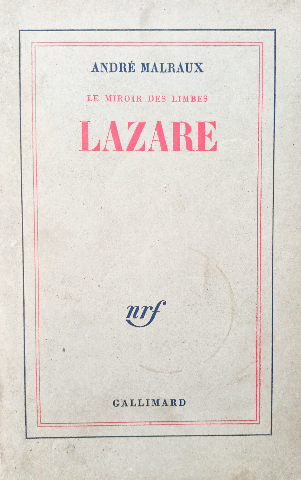 ANDRÉ MALRAUX
LE MIROIR DES LIMBES
LAZARE
nrf
GALLIMARD